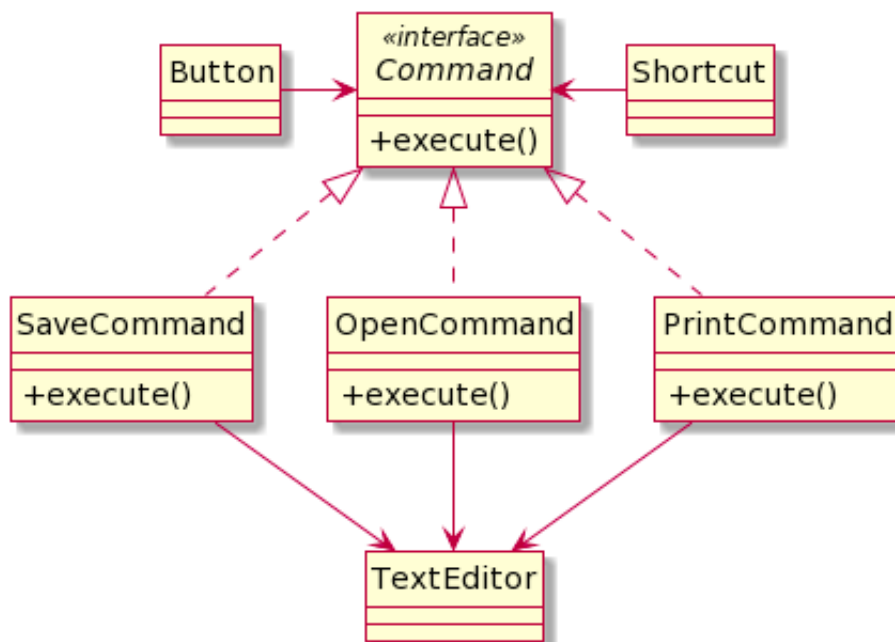 «interface»
Command
+execute()
Button
Shortcut
SaveCommand
+execute()
OpenCommand
+execute()
PrintCommand
+execute()
TextEditor